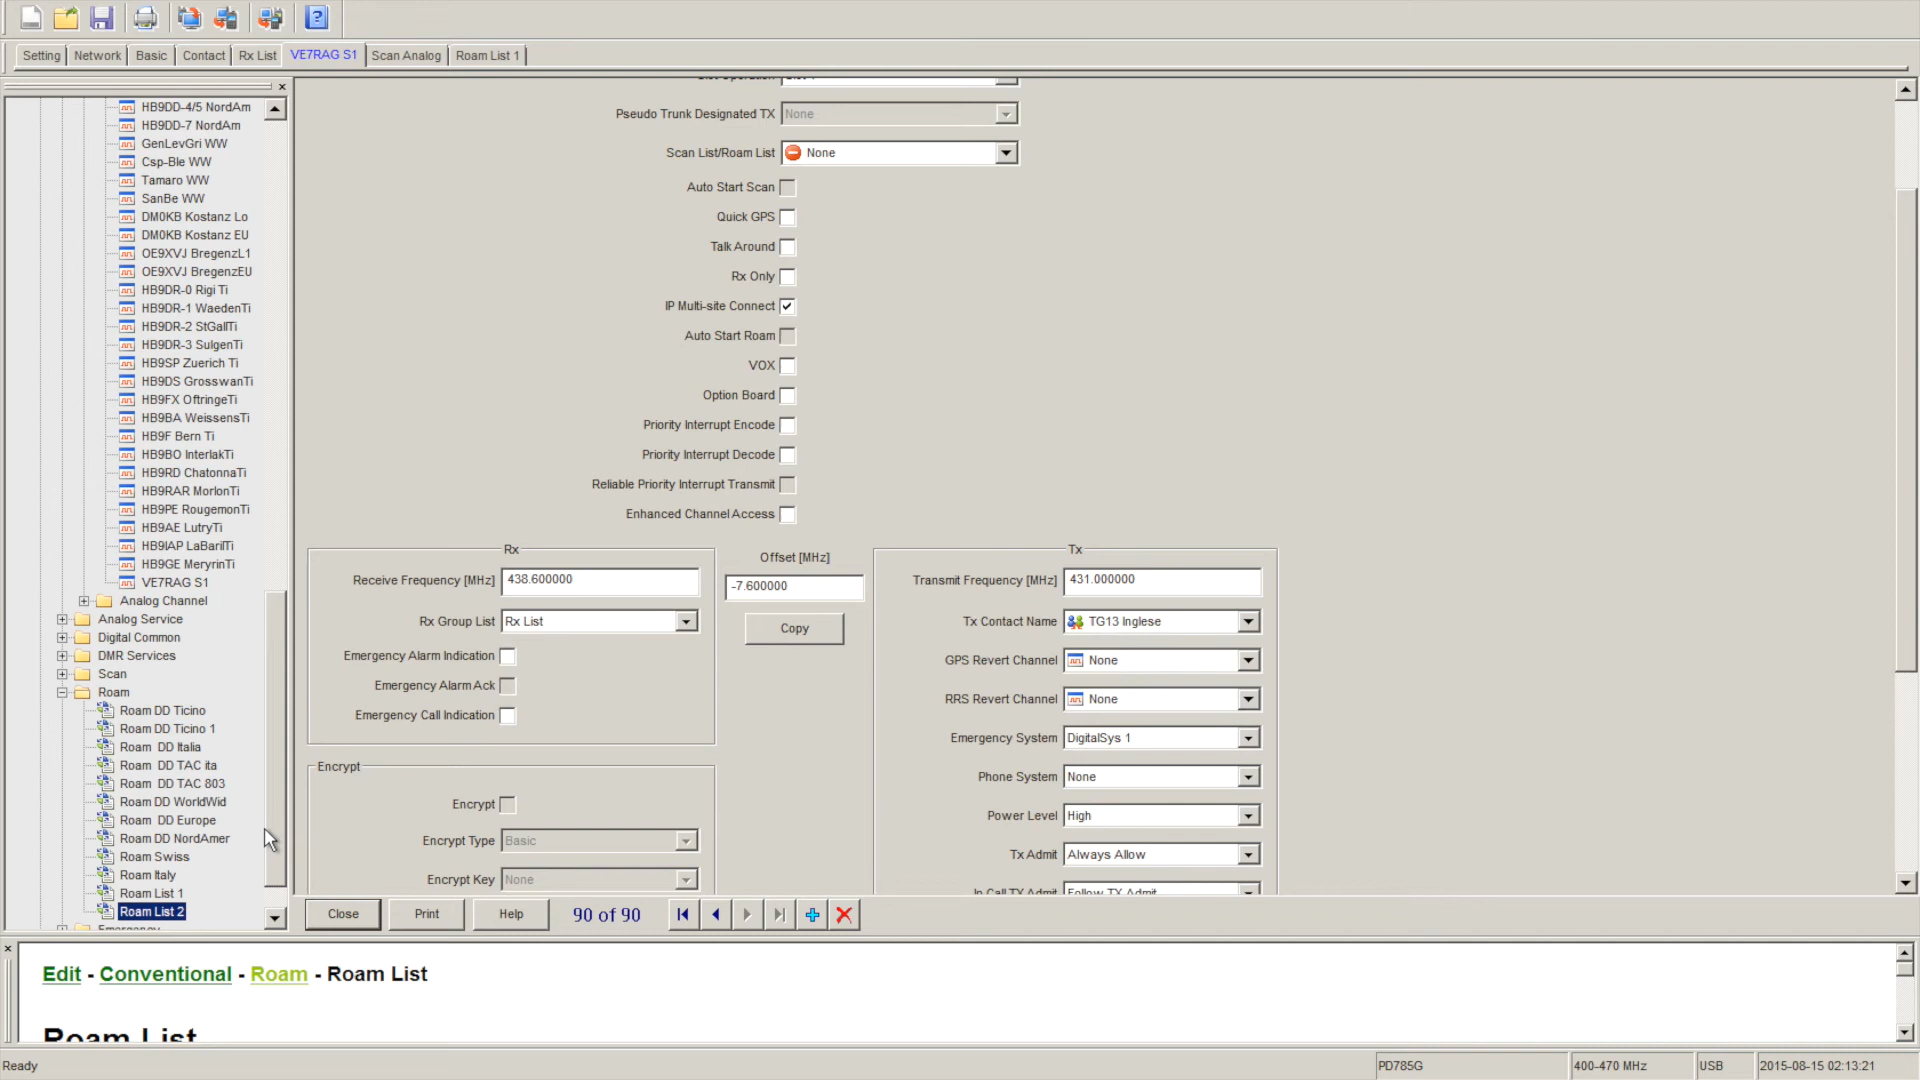 Setting Network Basic Contact Rx List VE7RAG S1 Scan Analog Roam List 1
HB9DD-4/5 NordAm
HB9DD-7 NordAm
GenLevGri WW
Csp-Ble WW
Tamaro WW
SanBe WW
DM0KB Kostanz Lo
DM0KB Kostanz EU
OE9XVJ BregenzL1
OE9XVJ BregenzEU
HB9DR-0 Rigi Ti
HB9DR-1 WaedenTi
HB9DR-2 StGallTi
HB9DR-3 SulgenTi
HB9SP Zuerich Ti
HB9DS GrosswanTi
HB9FX OftringeTi
HB9BA WeissensTi
HB9F Bern Ti
HB9BO InterlakTi
HB9RD ChatonnaTi
HB9RAR MorlonTi
HB9PE RougemonTi
HB9AE LutryTi
HB9IAP LaBarilTi
HB9GE MeyrinTi
VE7RAG S1
Analog Channel
Analog Service
Digital Common
DMR Services
Scan
Roam
Roam DD Ticino
Roam DD Ticino 1
Roam DD Italia
Roam DD TAC ita
Roam DD TAC 803
Roam DD WorldWid
Roam DD Europe
Roam DD NordAmer
Roam Swiss
Roam Italy
Roam List 1
Roam List 2
Emergency
Pseudo Trunk Designated TX None
Scan List/Roam List None
Auto Start Scan
Quick GPS
Talk Around
Rx Only
IP Multi-site Connect
Auto Start Roam
VOX
Option Board
Priority Interrupt Encode
Priority Interrupt Decode
Reliable Priority Interrupt Transmit
Enhanced Channel Access
Rx
Receive Frequency [MHz] 438.600000
Rx Group List Rx List
Emergency Alarm Indication
Emergency Alarm Ack
Emergency Call Indication
Offset [MHz]
-7.600000
Copy
Tx
Transmit Frequency [MHz] 431.000000
Tx Contact Name TG13 Inglese
GPS Revert Channel None
RRS Revert Channel None
Emergency System DigitalSys 1
Phone System None
Power Level High
Tx Admit Always Allow
In Call TX Admit Follow TX Admit
Encrypt
Encrypt
Encrypt Type Basic
Encrypt Key None
Close Print Help 90 of 90
Edit - Conventional - Roam - Roam List
Roam List
Ready PD785G 400-470 MHz USB 2015-08-15 02:13:21